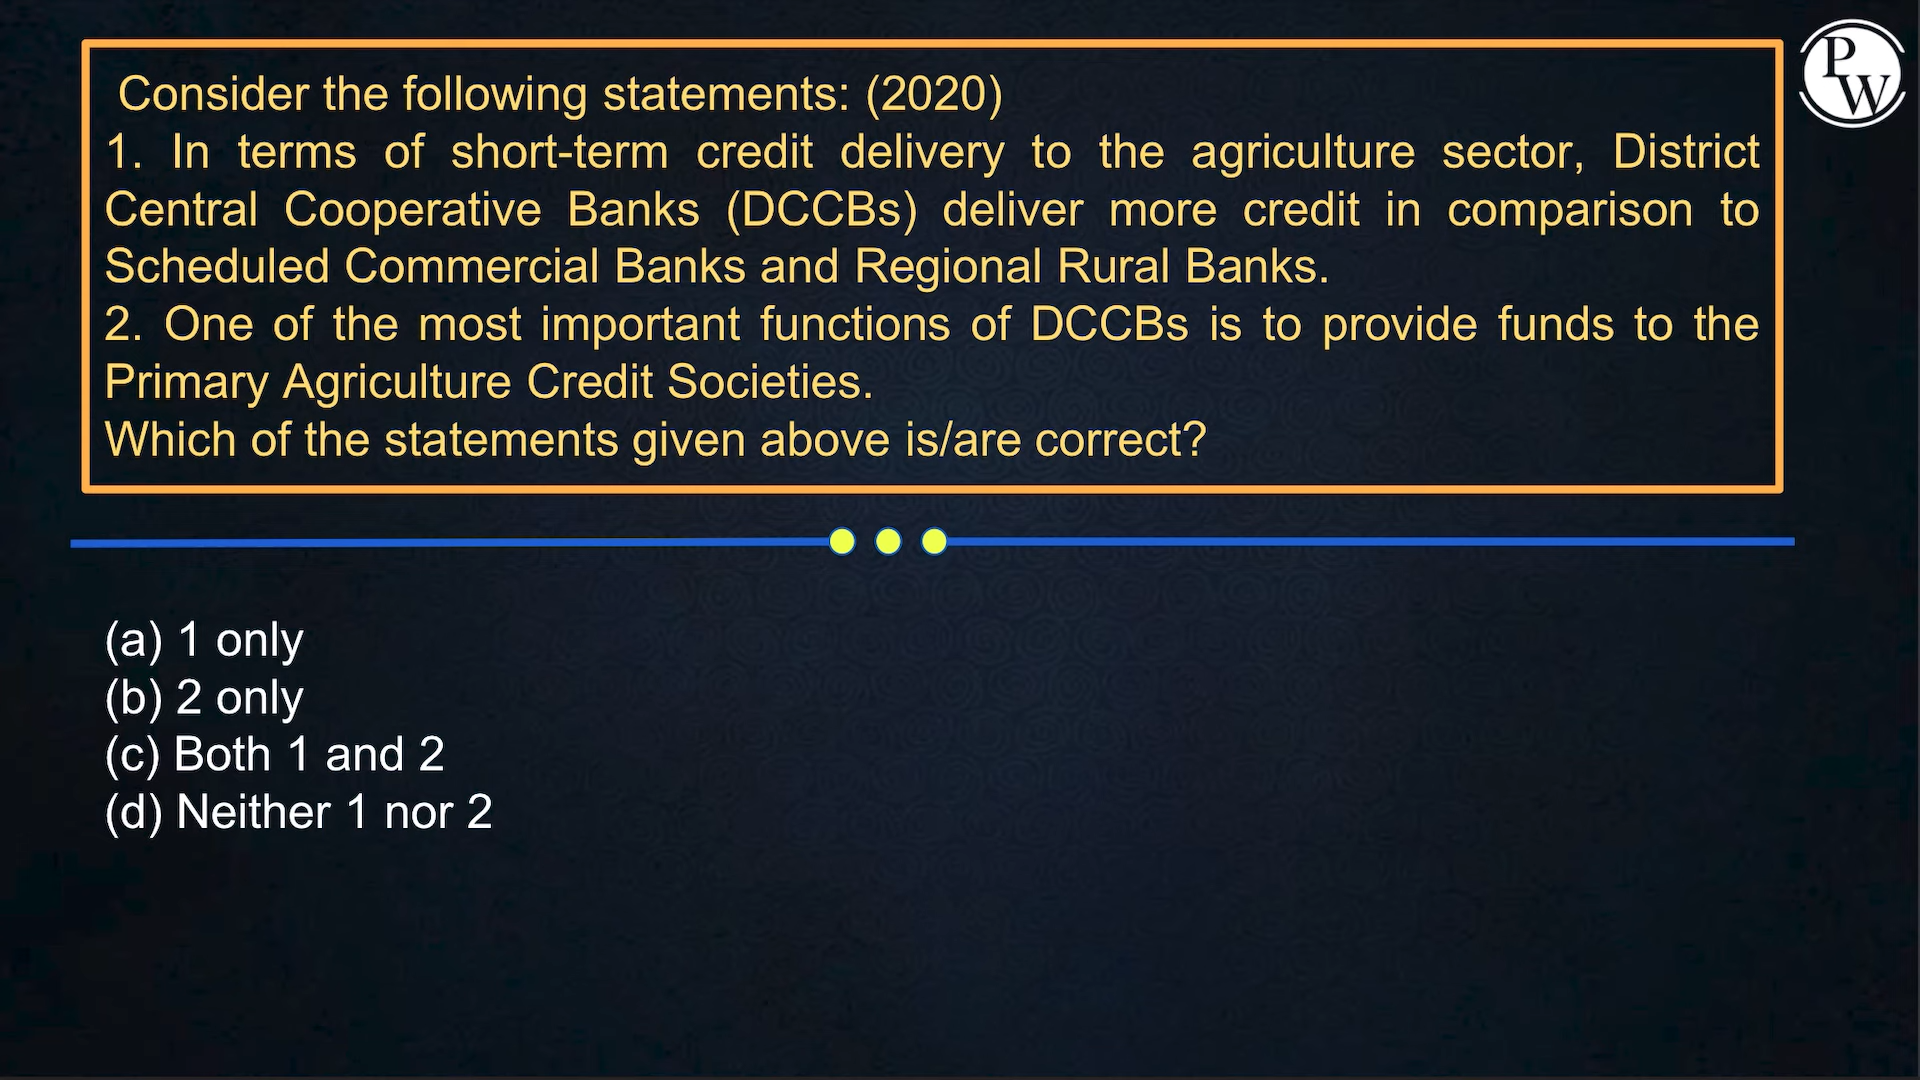 PW
Consider the following statements: (2020)
1. In terms of short-term credit delivery to the agriculture sector, District
Central Cooperative Banks (DCCBs) deliver more credit in comparison to
Scheduled Commercial Banks and Regional Rural Banks.
2. One of the most important functions of DCCBs is to provide funds to the
Primary Agriculture Credit Societies.
Which of the statements given above is/are correct?
(a) 1 only
(b) 2 only
(c) Both 1 and 2
(d) Neither 1 nor 2